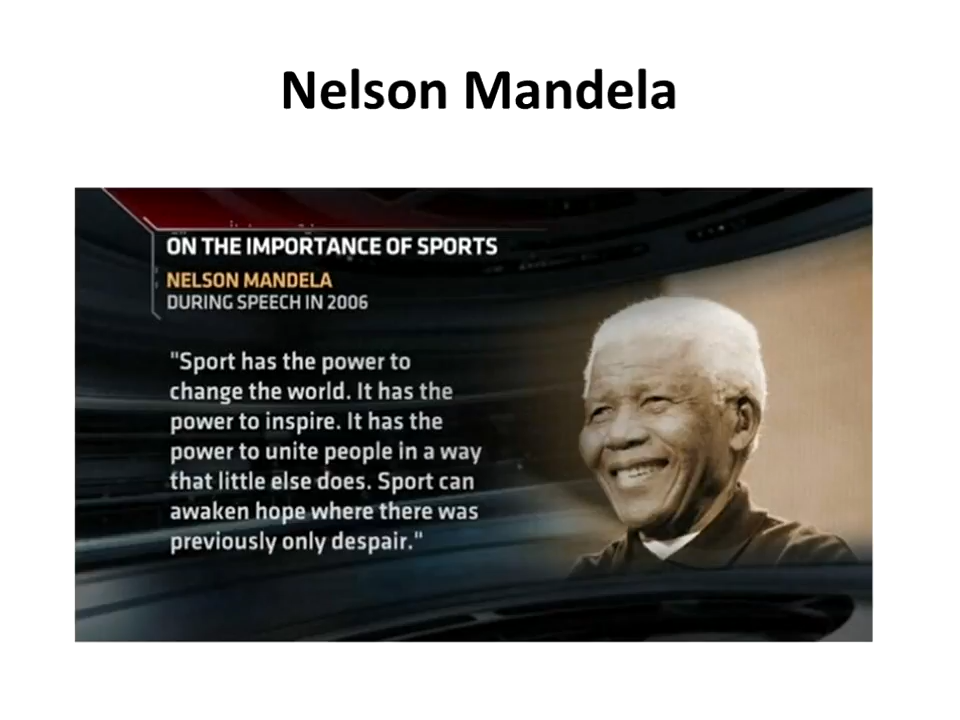 Nelson Mandela
ON THE IMPORTANCE OF SPORTS
NELSON MANDELA
DURING SPEECH IN 2006
"Sport has the power to
change the world. It has the
power to inspire. It has the
power to unite people in a way
that little else does. Sport can
awaken hope where there was
previously only despair."